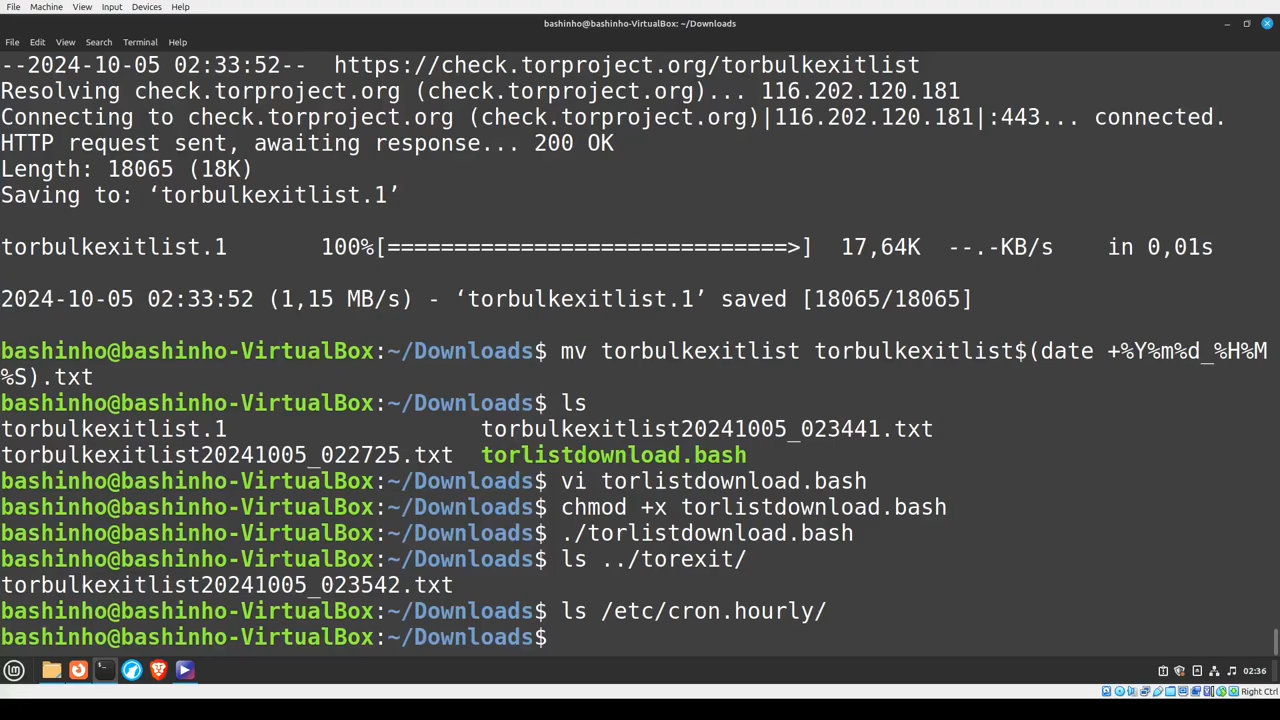 File Machine View Input Devices Help
bashinho@bashinho-VirtualBox: ~/Downloads
File Edit View Search Terminal Help
--2024-10-05 02:33:52--  https://check.torproject.org/torbulkexitlist
Resolving check.torproject.org (check.torproject.org)... 116.202.120.181
Connecting to check.torproject.org (check.torproject.org)|116.202.120.181|:443... connected.
HTTP request sent, awaiting response... 200 OK
Length: 18065 (18K)
Saving to: ‘torbulkexitlist.1’
torbulkexitlist.1       100%[==============================>]  17,64K  --.-KB/s    in 0,01s
2024-10-05 02:33:52 (1,15 MB/s) - ‘torbulkexitlist.1’ saved [18065/18065]
bashinho@bashinho-VirtualBox:~/Downloads$ mv torbulkexitlist torbulkexitlist$(date +%Y%m%d_%H%M
%S).txt
bashinho@bashinho-VirtualBox:~/Downloads$ ls
torbulkexitlist.1                   torbulkexitlist20241005_023441.txt
torbulkexitlist20241005_022725.txt  torlistdownload.bash
bashinho@bashinho-VirtualBox:~/Downloads$ vi torlistdownload.bash
bashinho@bashinho-VirtualBox:~/Downloads$ chmod +x torlistdownload.bash
bashinho@bashinho-VirtualBox:~/Downloads$ ./torlistdownload.bash
bashinho@bashinho-VirtualBox:~/Downloads$ ls ../torexit/
torbulkexitlist20241005_023542.txt
bashinho@bashinho-VirtualBox:~/Downloads$ ls /etc/cron.hourly/
bashinho@bashinho-VirtualBox:~/Downloads$
02:36
Right Ctrl